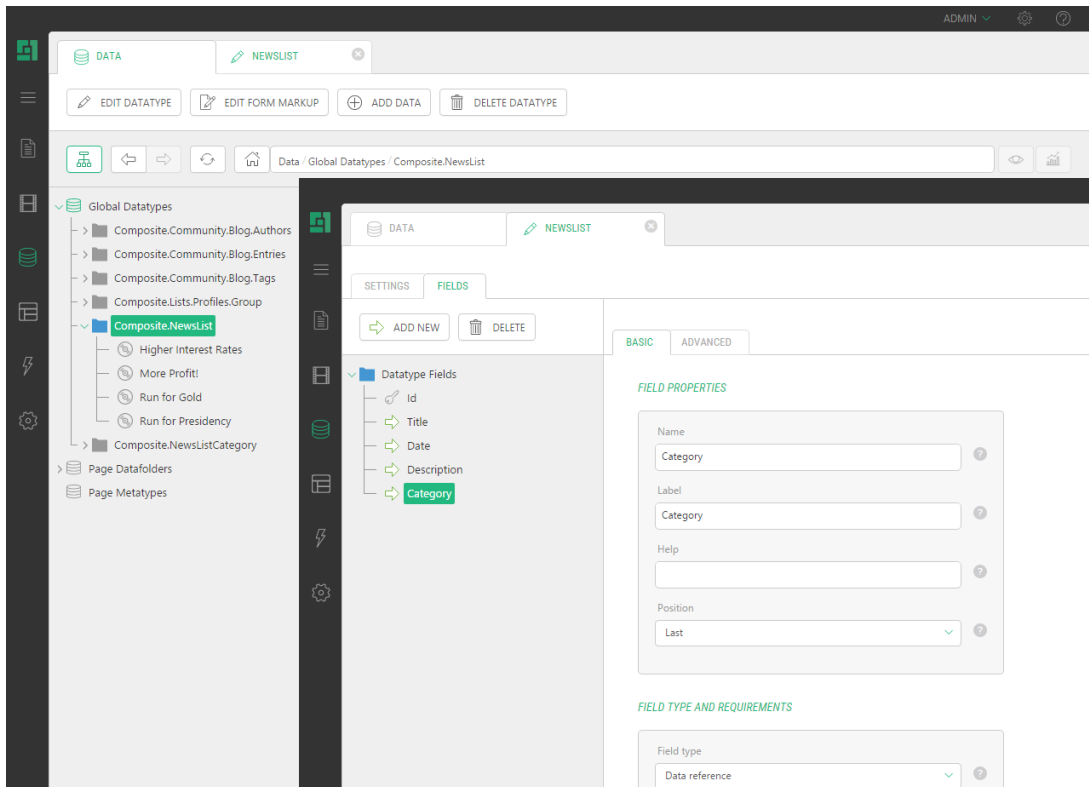 ADMIN
DATA
NEWSLIST
EDIT DATATYPE
EDIT FORM MARKUP
ADD DATA
DELETE DATATYPE
Data / Global Datatypes / Composite.NewsList
Global Datatypes
Composite.Community.Blog.Authors
Composite.Community.Blog.Entries
Composite.Community.Blog.Tags
Composite.Lists.Profiles.Group
Composite.NewsList
Higher Interest Rates
More Profit!
Run for Gold
Run for Presidency
Composite.NewsListCategory
Page Datafolders
Page Metatypes
DATA
NEWSLIST
SETTINGS
FIELDS
ADD NEW
DELETE
Datatype Fields
Id
Title
Date
Description
Category
BASIC
ADVANCED
FIELD PROPERTIES
Name
Category
Label
Category
Help
Position
Last
FIELD TYPE AND REQUIREMENTS
Field type
Data reference